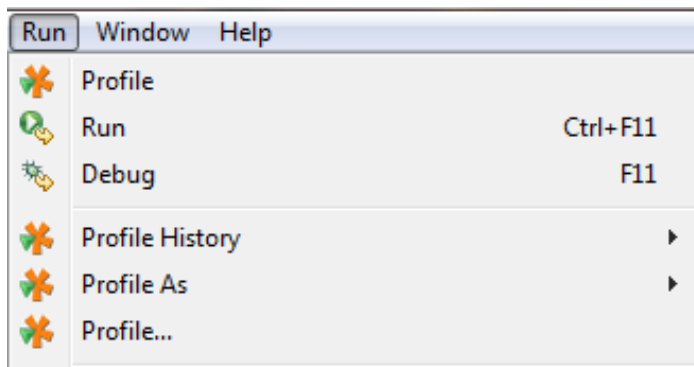 Run Window Help
Profile
Run Ctrl+F11
Debug F11
Profile History
Profile As
Profile...